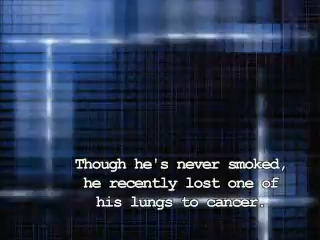 Though he's never smoked,
he recently lost one of
his lungs to cancer.